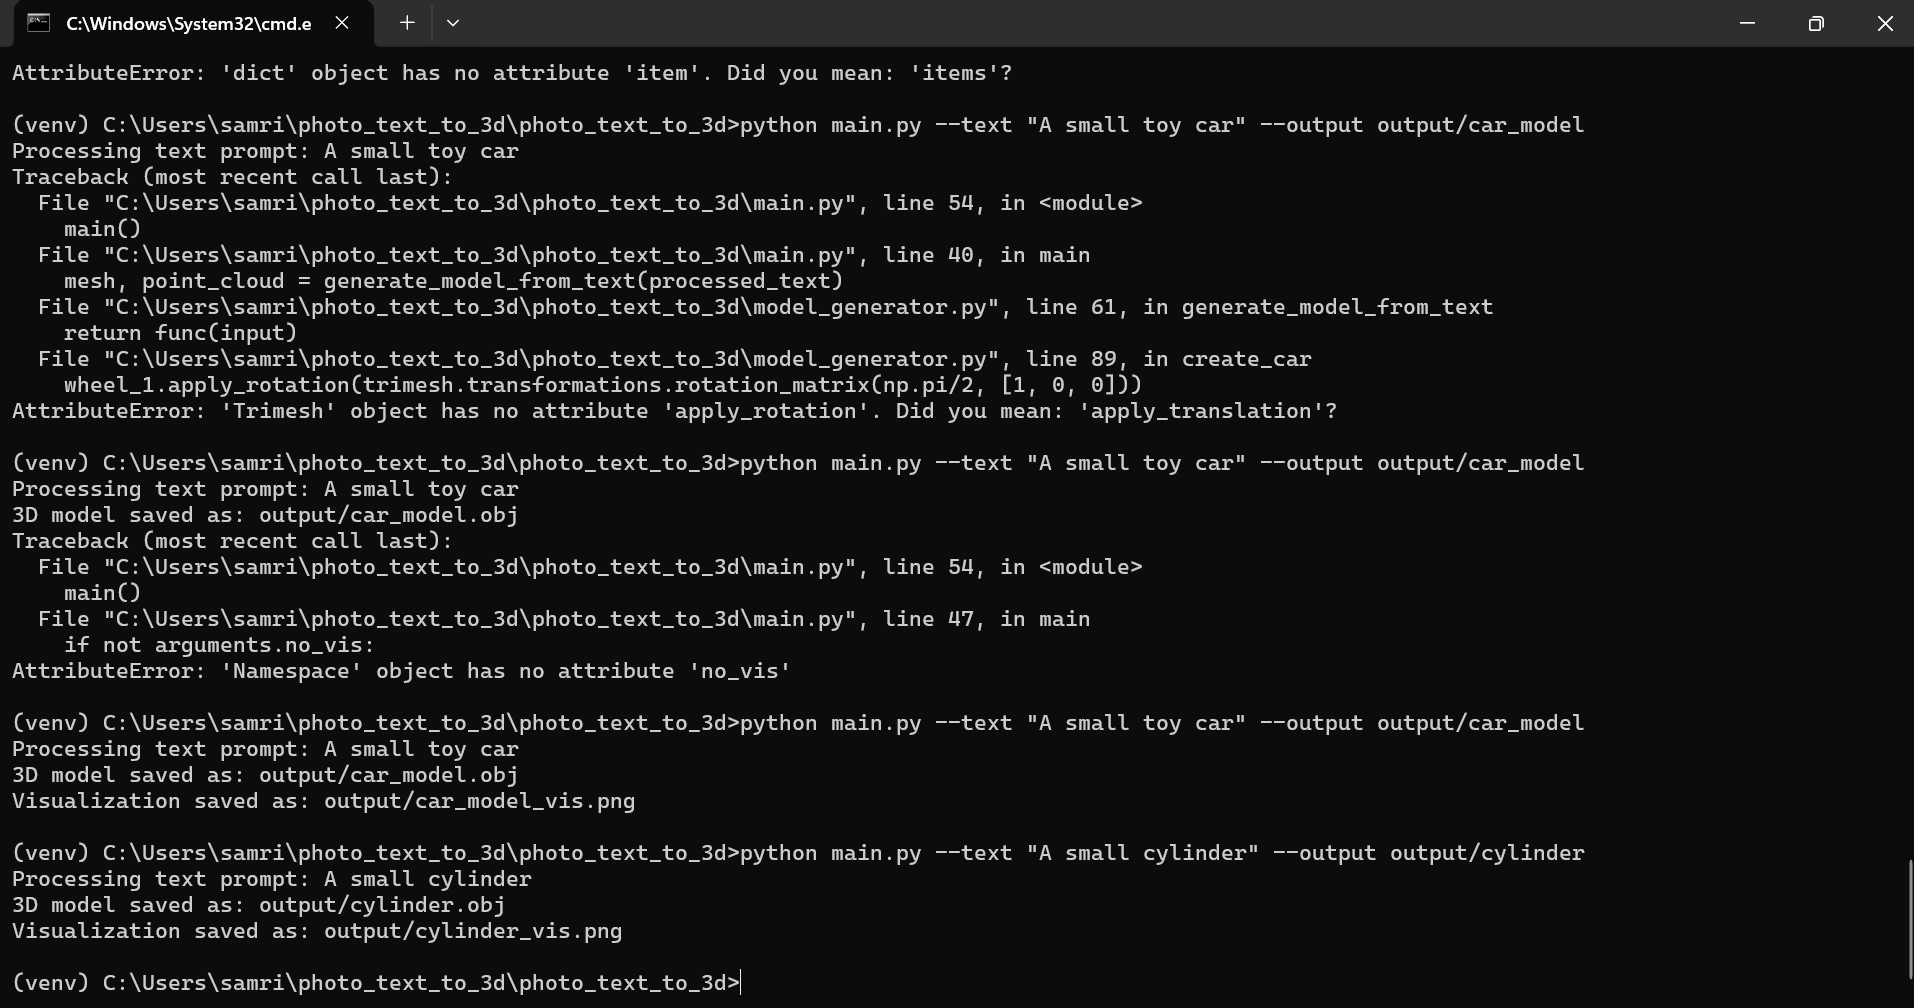 C:\Windows\System32\cmd.e
AttributeError: 'dict' object has no attribute 'item'. Did you mean: 'items'?
(venv) C:\Users\samri\photo_text_to_3d\photo_text_to_3d>python main.py --text "A small toy car" --output output/car_model
Processing text prompt: A small toy car
Traceback (most recent call last):
  File "C:\Users\samri\photo_text_to_3d\photo_text_to_3d\main.py", line 54, in <module>
    main()
  File "C:\Users\samri\photo_text_to_3d\photo_text_to_3d\main.py", line 40, in main
    mesh, point_cloud = generate_model_from_text(processed_text)
  File "C:\Users\samri\photo_text_to_3d\photo_text_to_3d\model_generator.py", line 61, in generate_model_from_text
    return func(input)
  File "C:\Users\samri\photo_text_to_3d\photo_text_to_3d\model_generator.py", line 89, in create_car
    wheel_1.apply_rotation(trimesh.transformations.rotation_matrix(np.pi/2, [1, 0, 0]))
AttributeError: 'Trimesh' object has no attribute 'apply_rotation'. Did you mean: 'apply_translation'?
(venv) C:\Users\samri\photo_text_to_3d\photo_text_to_3d>python main.py --text "A small toy car" --output output/car_model
Processing text prompt: A small toy car
3D model saved as: output/car_model.obj
Traceback (most recent call last):
  File "C:\Users\samri\photo_text_to_3d\photo_text_to_3d\main.py", line 54, in <module>
    main()
  File "C:\Users\samri\photo_text_to_3d\photo_text_to_3d\main.py", line 47, in main
    if not arguments.no_vis:
AttributeError: 'Namespace' object has no attribute 'no_vis'
(venv) C:\Users\samri\photo_text_to_3d\photo_text_to_3d>python main.py --text "A small toy car" --output output/car_model
Processing text prompt: A small toy car
3D model saved as: output/car_model.obj
Visualization saved as: output/car_model_vis.png
(venv) C:\Users\samri\photo_text_to_3d\photo_text_to_3d>python main.py --text "A small cylinder" --output output/cylinder
Processing text prompt: A small cylinder
3D model saved as: output/cylinder.obj
Visualization saved as: output/cylinder_vis.png
(venv) C:\Users\samri\photo_text_to_3d\photo_text_to_3d>